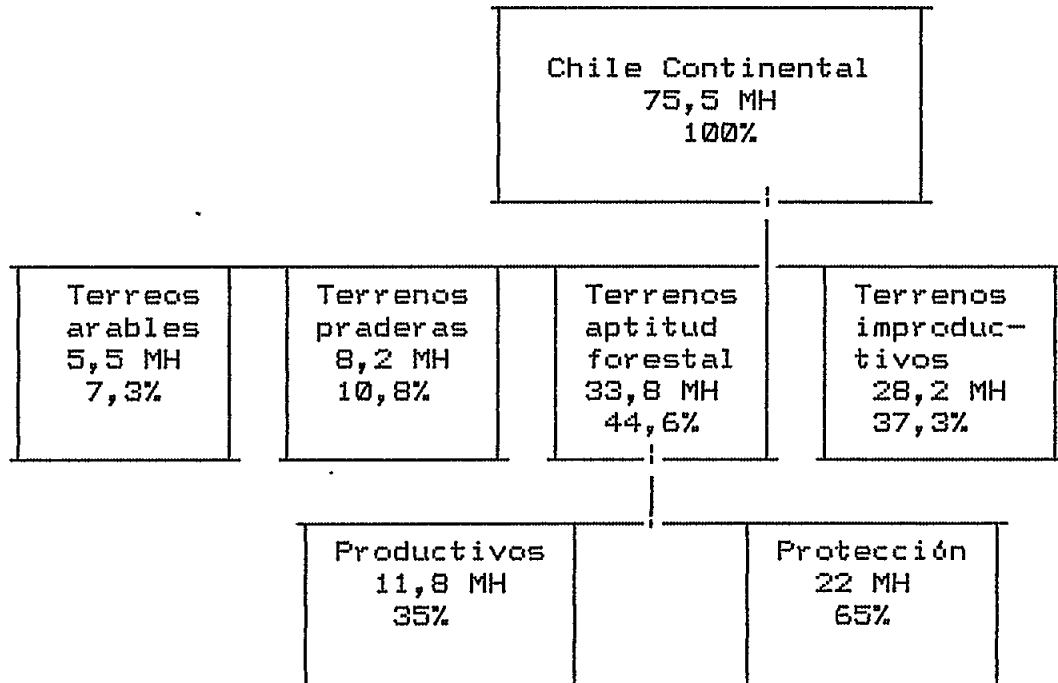 Chile Continental
75,5 MH
100%
Terreos
arables
5,5 MH
7,3%
Terrenos
praderas
8,2 MH
10,8%
Terrenos
aptitud
forestal
33,8 MH
44,6%
Terrenos
improduc-
tivos
28,2 MH
37,3%
Productivos
11,8 MH
35%
Protección
22 MH
65%